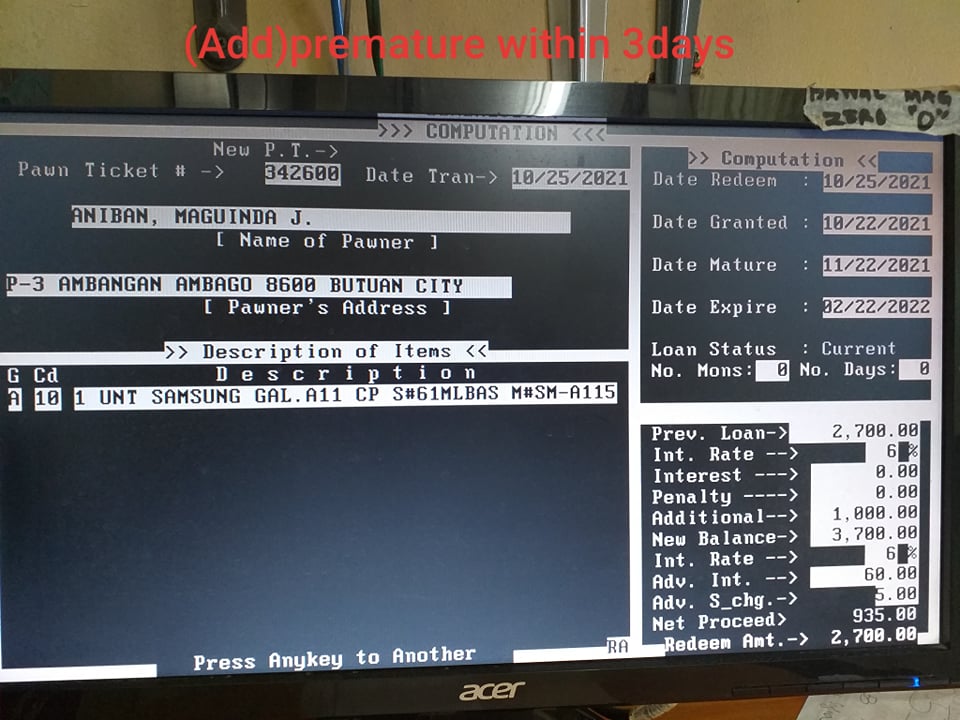 (Add)premature within 3days
MAG
ZERO "O"
>>> COMPUTATION <<<
New P.T.->
Pawn Ticket # -> 342600 Date Tran-> 10/25/2021
ANIBAN, MAGUINDA J.
[ Name of Pawner ]
P-3 AMBANGAN AMBAGO 8600 BUTUAN CITY
[ Pawner's Address ]
>> Description of Items <<
G Cd D e s c r i p t i o n
A 10 1 UNT SAMSUNG GAL.A11 CP S#61MLBAS M#SM-A115
Press Anykey to Another
RA
>> Computation <<
Date Redeem : 10/25/2021
Date Granted : 10/22/2021
Date Mature : 11/22/2021
Date Expire : 02/22/2022
Loan Status : Current
No. Mons: 0 No. Days: 0
Prev. Loan-> 2,700.00
Int. Rate --> 6 %
Interest ---> 0.00
Penalty ----> 0.00
Additional--> 1,000.00
New Balance-> 3,700.00
Int. Rate --> 6 %
Adv. Int. --> 60.00
Adv. S_chg.-> 5.00
Net Proceed> 935.00
Redeem Amt.-> 2,700.00
acer